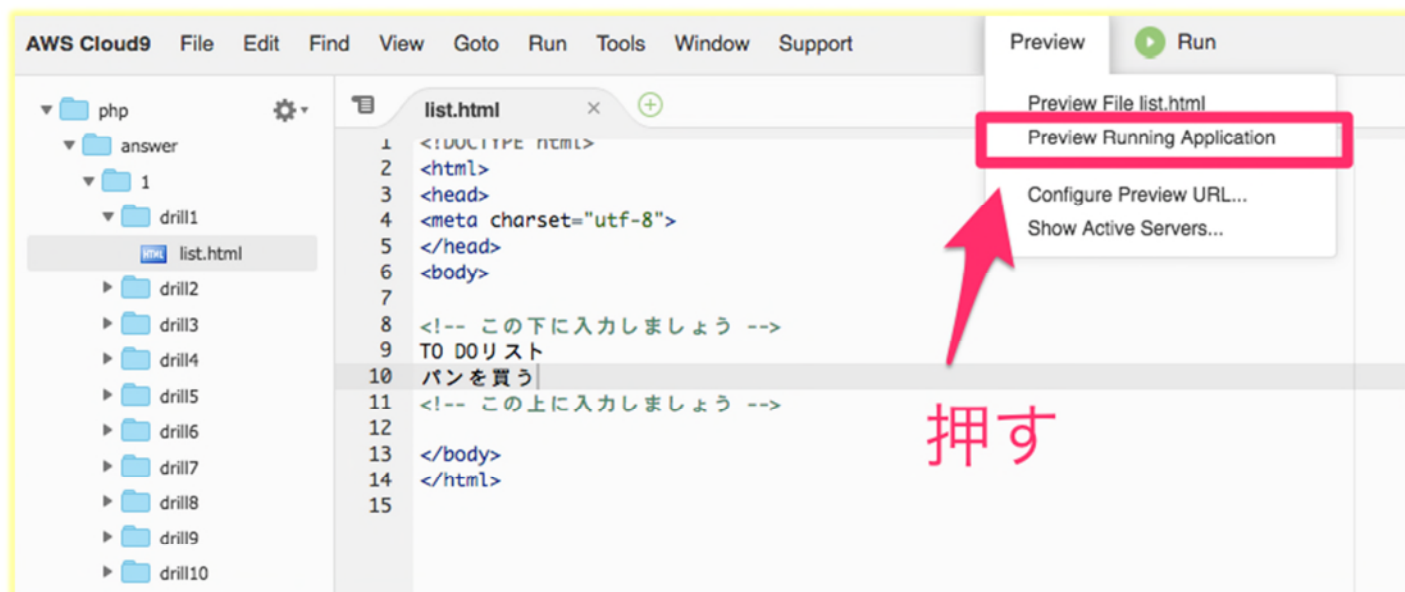 AWS Cloud9 File Edit Find View Goto Run Tools Window Support Preview Run
php
answer
1
drill1
HTML list.html
drill2
drill3
drill4
drill5
drill6
drill7
drill8
drill9
drill10
list.html ×
1 <!DOCTYPE html>
2 <html>
3 <head>
4 <meta charset="utf-8">
5 </head>
6 <body>
7
8 <!-- この下に入力しましょう -->
9 TO DOリスト
10 パンを買う
11 <!-- この上に入力しましょう -->
12
13 </body>
14 </html>
15
Preview File list.html
Preview Running Application
Configure Preview URL...
Show Active Servers...
押す